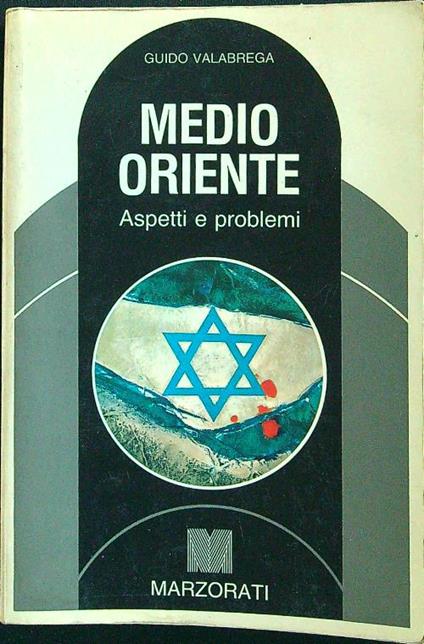 GUIDO VALABREGA
MEDIO
ORIENTE
Aspetti e problemi
MARZORATI